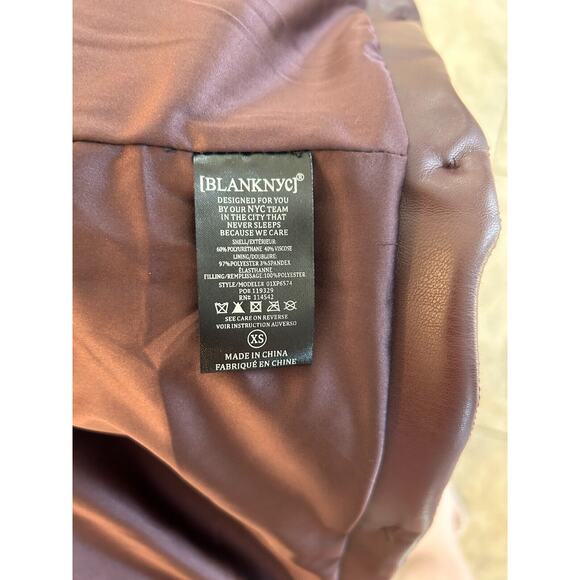 [BLANKNYC]®
DESIGNED FOR YOU
BY OUR NYC TEAM
IN THE CITY THAT
NEVER SLEEPS
BECAUSE WE CARE
SHELL/EXTÉRIEUR
60%POLYURETHANE 40%VISCOSE
LINING/DOUBLURE:
97%POLYESTER 3%SPANDEX
ÉLASTHANNE
FILLING/REMPLISSAGE:100%POLYESTER
STYLE/MODELE# 01XP6574
PO# 119329
RN# 114542
SEE CARE ON REVERSE
VOIR INSTRUCTION AUVERSO
XS
MADE IN CHINA
FABRIQUÉ EN CHINE